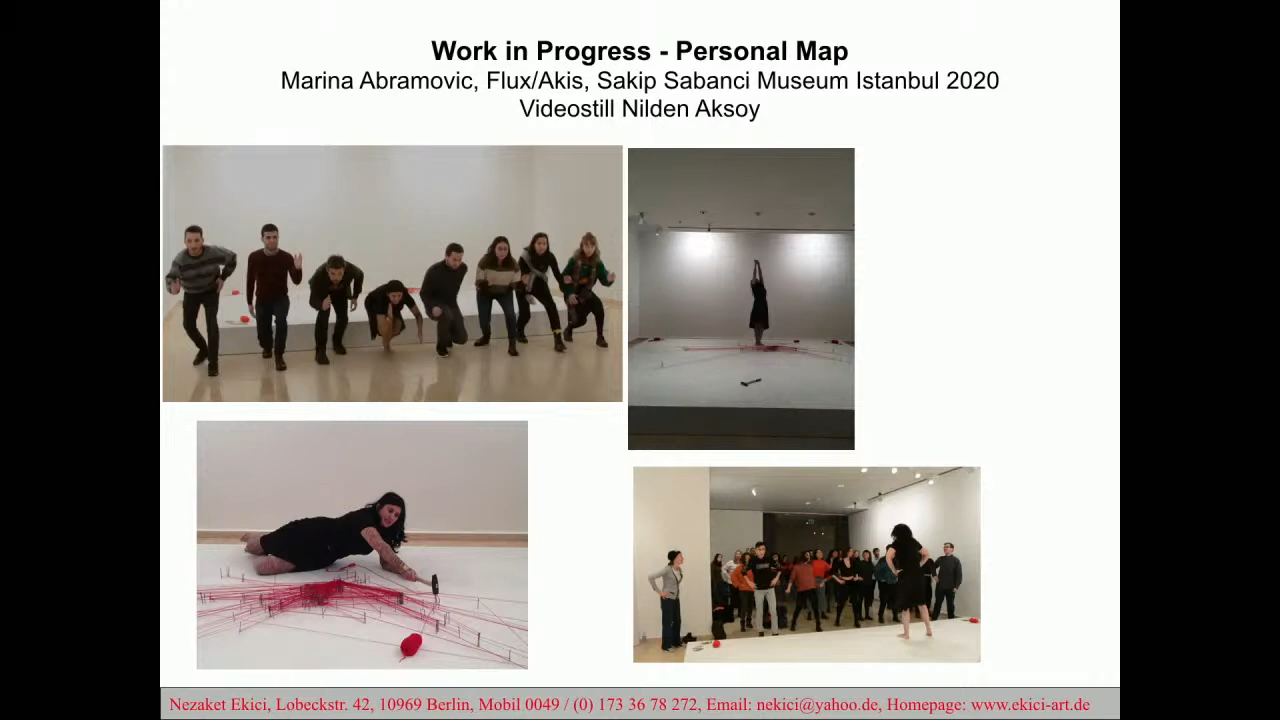 Work in Progress - Personal Map
Marina Abramovic, Flux/Akis, Sakip Sabanci Museum Istanbul 2020
Videostill Nilden Aksoy
Nezaket Ekici, Lobeckstr. 42, 10969 Berlin, Mobil 0049 / (0) 173 36 78 272, Email: nekici@yahoo.de, Homepage: www.ekici-art.de